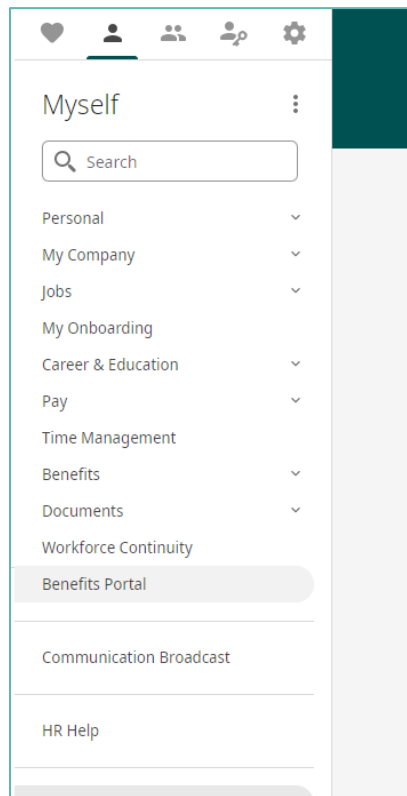 Myself
Search
Personal
My Company
Jobs
My Onboarding
Career & Education
Pay
Time Management
Benefits
Documents
Workforce Continuity
Benefits Portal
Communication Broadcast
HR Help